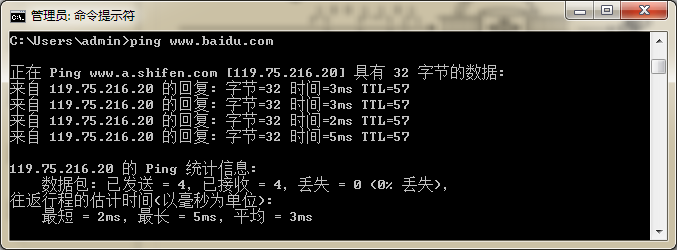 管理员: 命令提示符
C:\Users\admin>ping www.baidu.com
正在 Ping www.a.shifen.com [119.75.216.20] 具有 32 字节的数据:
来自 119.75.216.20 的回复: 字节=32 时间=3ms TTL=57
来自 119.75.216.20 的回复: 字节=32 时间=3ms TTL=57
来自 119.75.216.20 的回复: 字节=32 时间=2ms TTL=57
来自 119.75.216.20 的回复: 字节=32 时间=5ms TTL=57
119.75.216.20 的 Ping 统计信息:
数据包: 已发送 = 4, 已接收 = 4, 丢失 = 0 (0% 丢失),
往返行程的估计时间(以毫秒为单位):
最短 = 2ms, 最长 = 5ms, 平均 = 3ms